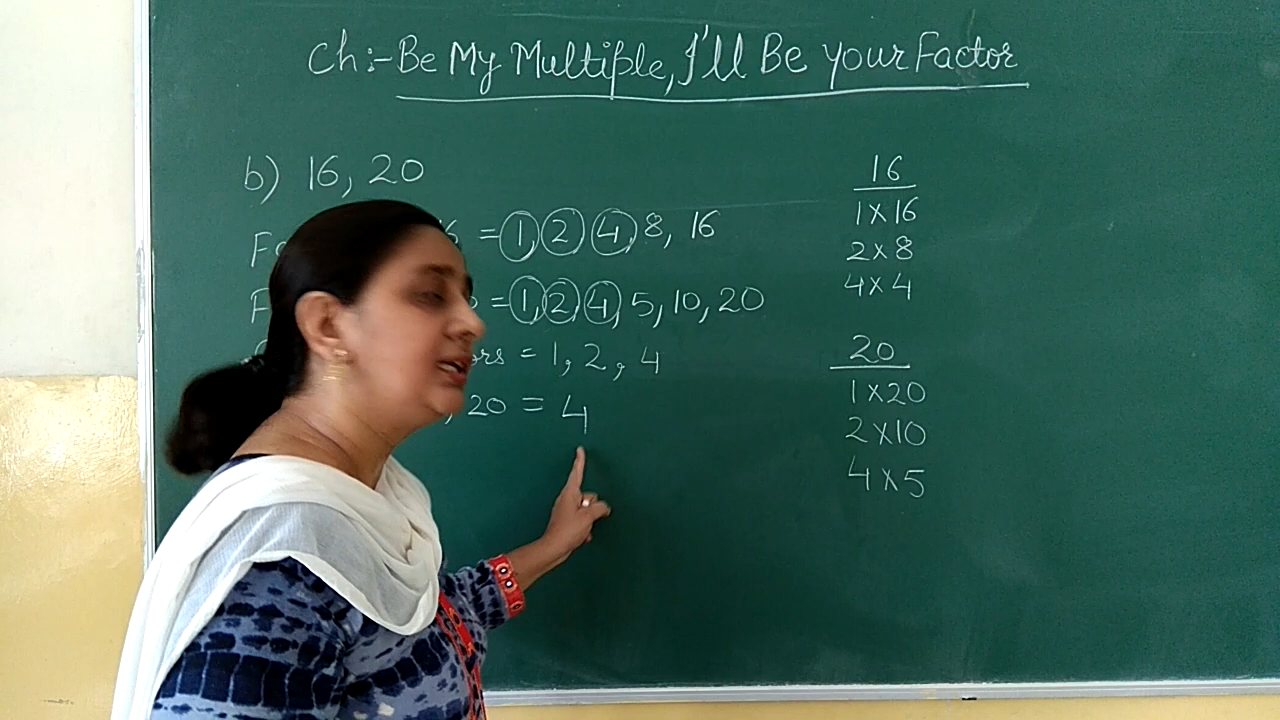 Ch:- Be My Multiple, I'll Be your Factor
b) 16, 20
= 1, 2, 4, 8, 16
= 1, 2, 4, 5, 10, 20
ors = 1, 2, 4
, 20 = 4
16
1 x 16
2 x 8
4 x 4
20
1 x 20
2 x 10
4 x 5